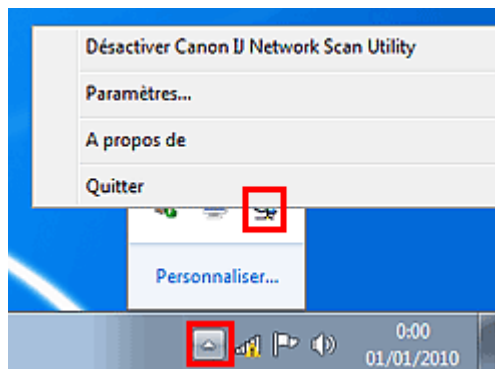 Désactiver Canon IJ Network Scan Utility
Paramètres...
A propos de
Quitter
Personnaliser...
0:00
01/01/2010